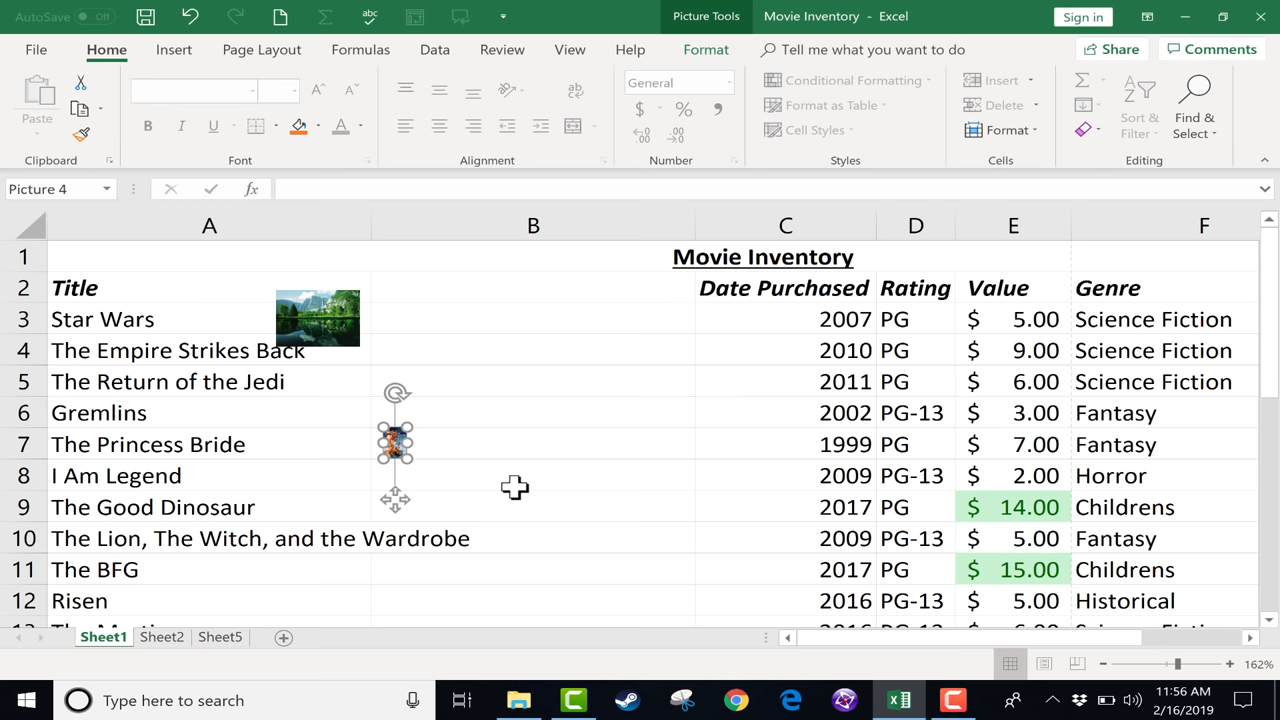 AutoSave Off Picture Tools Movie Inventory - Excel Sign in
File Home Insert Page Layout Formulas Data Review View Help Format Tell me what you want to do Share Comments
Paste General Conditional Formatting Format as Table Cell Styles Insert Delete Format Sort & Filter Find & Select
B I U $ % ,
Clipboard Font Alignment Number Styles Cells Editing
Picture 4 fx
A B C D E F
1 Movie Inventory
2 Title Date Purchased Rating Value Genre
3 Star Wars 2007 PG $ 5.00 Science Fiction
4 The Empire Strikes Back 2010 PG $ 9.00 Science Fiction
5 The Return of the Jedi 2011 PG $ 6.00 Science Fiction
6 Gremlins 2002 PG-13 $ 3.00 Fantasy
7 The Princess Bride 1999 PG $ 7.00 Fantasy
8 I Am Legend 2009 PG-13 $ 2.00 Horror
9 The Good Dinosaur 2017 PG $ 14.00 Childrens
10 The Lion, The Witch, and the Wardrobe 2009 PG-13 $ 5.00 Fantasy
11 The BFG 2017 PG $ 15.00 Childrens
12 Risen 2016 PG-13 $ 5.00 Historical
Sheet1 Sheet2 Sheet5
162%
Type here to search 11:56 AM
2/16/2019